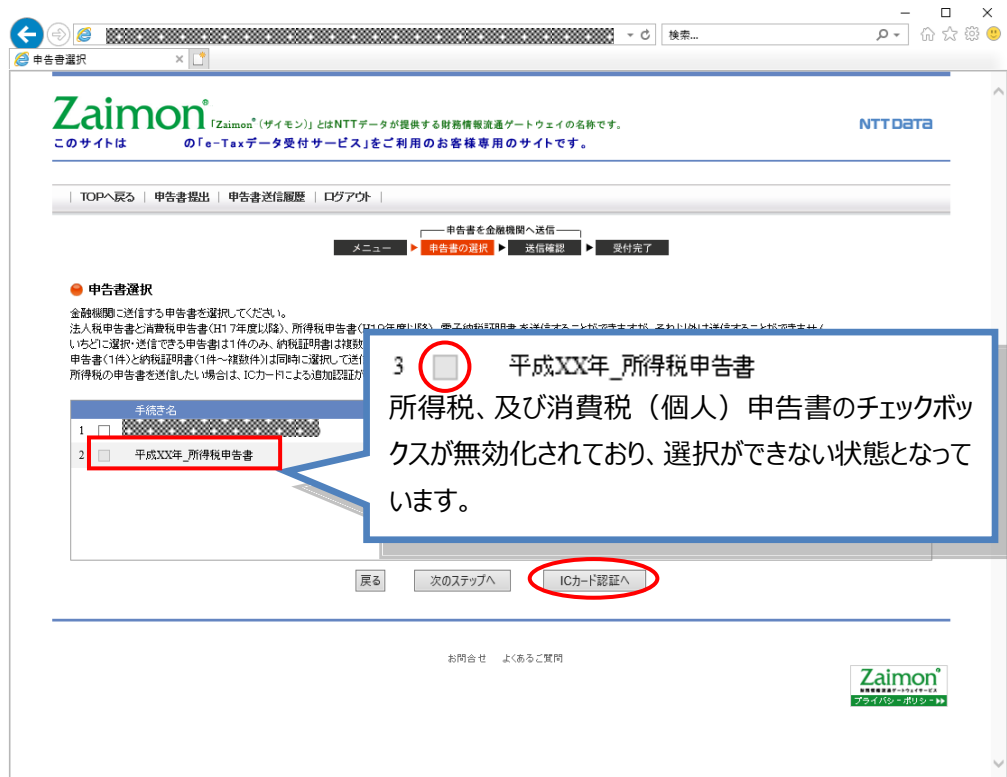 検索...
申告書選択
Zaimon®
「Zaimon®(ザイモン)」とはNTTデータが提供する財務情報流通ゲートウェイの名称です。
NTT DATA
このサイトは の「e-Taxデータ受付サービス」をご利用のお客様専用のサイトです。
| TOPへ戻る | 申告書提出 | 申告書送信履歴 | ログアウト |
申告書を金融機関へ送信
メニュー ▶ 申告書の選択 ▶ 送信確認 ▶ 受付完了
申告書選択
金融機関に送信する申告書を選択してください。
法人税申告書と消費税申告書(H17年度以降)、所得税申告書(H19年度以降)、電子納税証明書を送信することができますが、それ以外は送信することができません
いちどに選択・送信できる申告書は1件のみ、納税証明書は複数
申告書(1件)と納税証明書(1件～複数件)は同時に選択して送信
所得税の申告書を送信したい場合は、ICカードによる追加認証が
手続き名
1
2 平成XX年_所得税申告書
3 平成XX年_所得税申告書
所得税、及び消費税（個人）申告書のチェックボッ
クスが無効化されており、選択ができない状態となって
います。
戻る 次のステップへ ICカード認証へ
お問合せ よくあるご質問
Zaimon®
財務情報流通ゲートウェイサービス
プライバシーポリシー